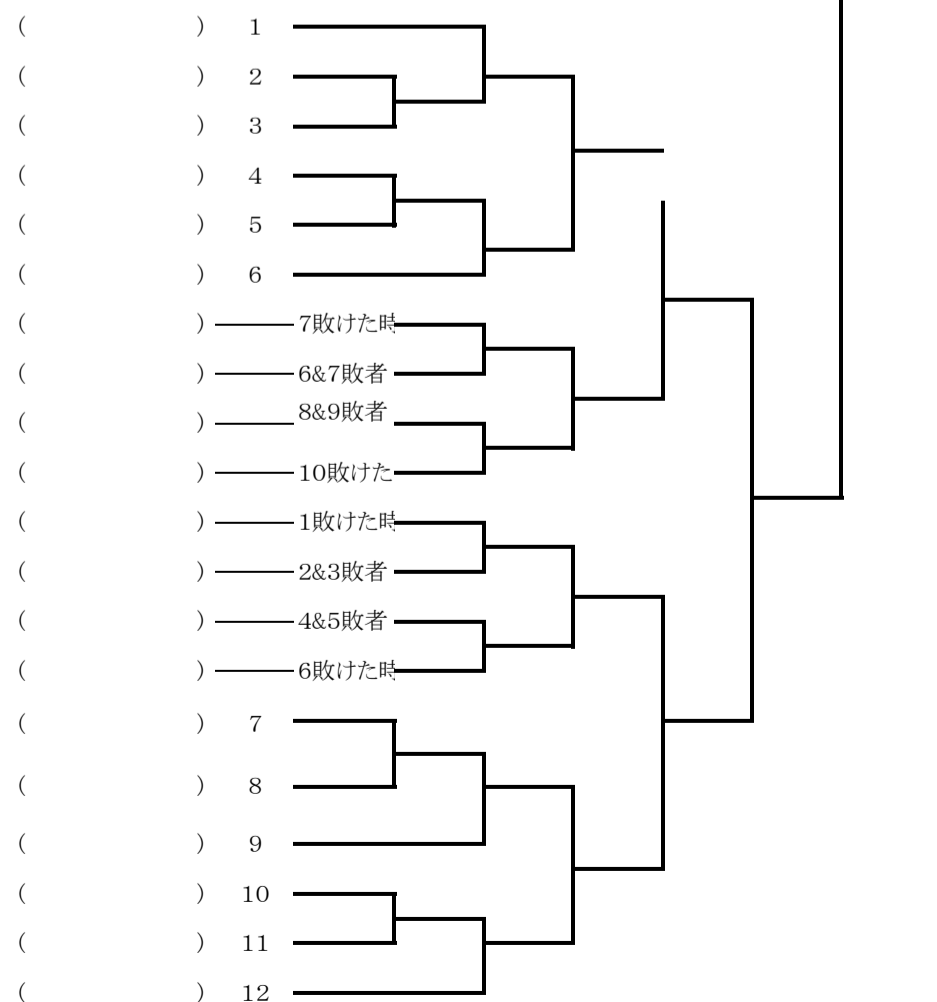 ( ) 1
( ) 2
( ) 3
( ) 4
( ) 5
( ) 6
( ) 7敗けた時
( ) 6&7敗者
( ) 8&9敗者
( ) 10敗けた
( ) 1敗けた時
( ) 2&3敗者
( ) 4&5敗者
( ) 6敗けた時
( ) 7
( ) 8
( ) 9
( ) 10
( ) 11
( ) 12